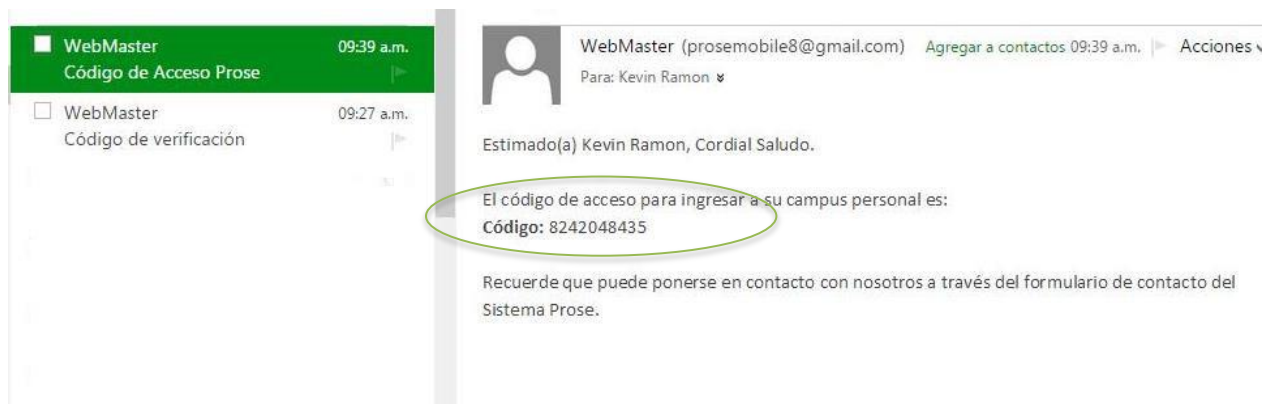 WebMaster 09:39 a.m.
Código de Acceso Prose
WebMaster 09:27 a.m.
Código de verificación
WebMaster (prosemobile8@gmail.com) Agregar a contactos 09:39 a.m. Acciones
Para: Kevin Ramon
Estimado(a) Kevin Ramon, Cordial Saludo.
El código de acceso para ingresar a su campus personal es:
Código: 8242048435
Recuerde que puede ponerse en contacto con nosotros a través del formulario de contacto del
Sistema Prose.